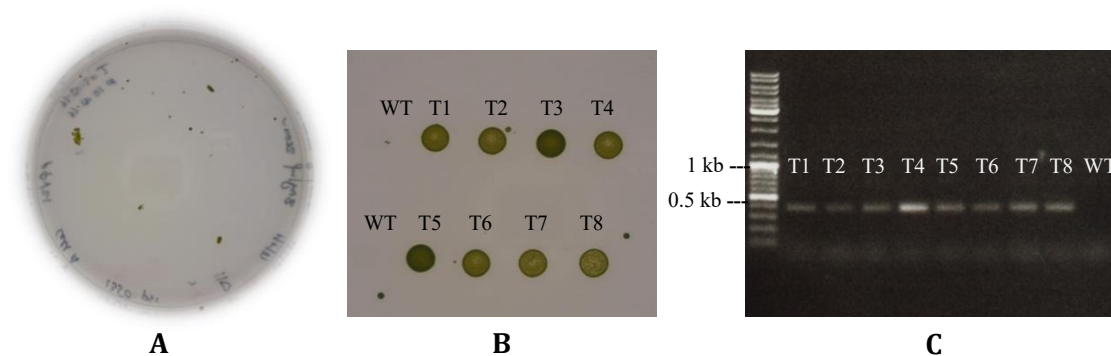 WT T1 T2 T3 T4
WT T5 T6 T7 T8
1 kb
0.5 kb
T1 T2 T3 T4 T5 T6 T7 T8 WT
A
B
C